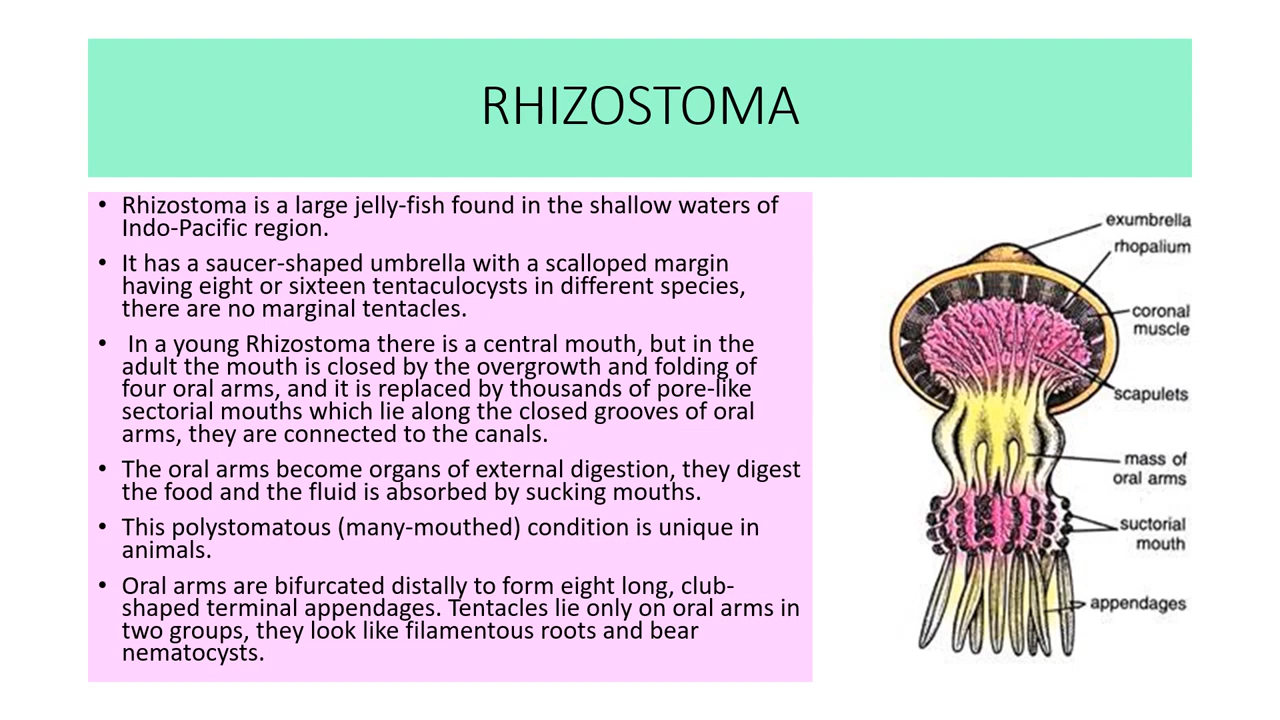 RHIZOSTOMA
• Rhizostoma is a large jelly-fish found in the shallow waters of
Indo-Pacific region.
• It has a saucer-shaped umbrella with a scalloped margin
having eight or sixteen tentaculocysts in different species,
there are no marginal tentacles.
• In a young Rhizostoma there is a central mouth, but in the
adult the mouth is closed by the overgrowth and folding of
four oral arms, and it is replaced by thousands of pore-like
sectorial mouths which lie along the closed grooves of oral
arms, they are connected to the canals.
• The oral arms become organs of external digestion, they digest
the food and the fluid is absorbed by sucking mouths.
• This polystomatous (many-mouthed) condition is unique in
animals.
• Oral arms are bifurcated distally to form eight long, club-
shaped terminal appendages. Tentacles lie only on oral arms in
two groups, they look like filamentous roots and bear
nematocysts.
exumbrella
rhopalium
coronal
muscle
scapulets
mass of
oral arms
suctorial
mouth
appendages